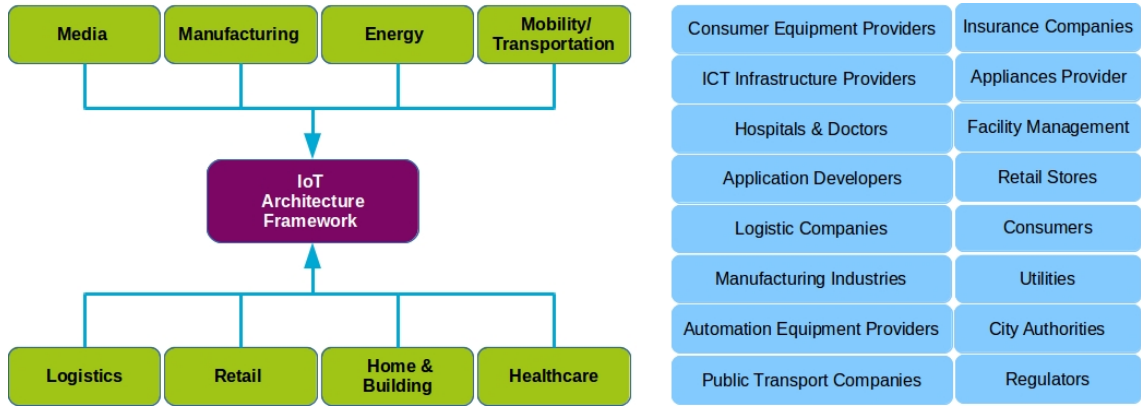 Media
Manufacturing
Energy
Mobility/
Transportation
IoT
Architecture
Framework
Logistics
Retail
Home &
Building
Healthcare
Consumer Equipment Providers
Insurance Companies
ICT Infrastructure Providers
Appliances Provider
Hospitals & Doctors
Facility Management
Application Developers
Retail Stores
Logistic Companies
Consumers
Manufacturing Industries
Utilities
Automation Equipment Providers
City Authorities
Public Transport Companies
Regulators